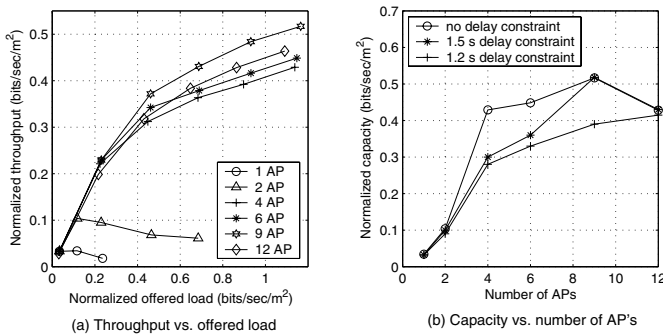 Normalized throughput (bits/sec/m²)
0.5
0.4
0.3
0.2
0.1
0
0 0.2 0.4 0.6 0.8 1
Normalized offered load (bits/sec/m²)
1 AP
2 AP
4 AP
6 AP
9 AP
12 AP
(a) Throughput vs. offered load
Normalized capacity (bits/sec/m²)
0.7
0.6
0.5
0.4
0.3
0.2
0.1
0
0 2 4 6 8 10 12
Number of APs
no delay constraint
1.5 s delay constraint
1.2 s delay constraint
(b) Capacity vs. number of AP's